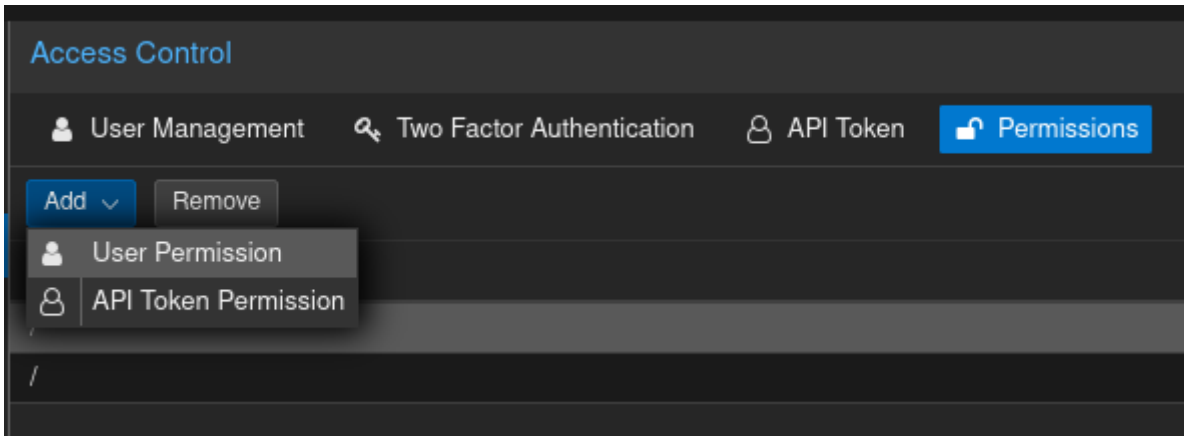 Access Control
User Management Two Factor Authentication API Token Permissions
Add Remove
User Permission
API Token Permission
/
/